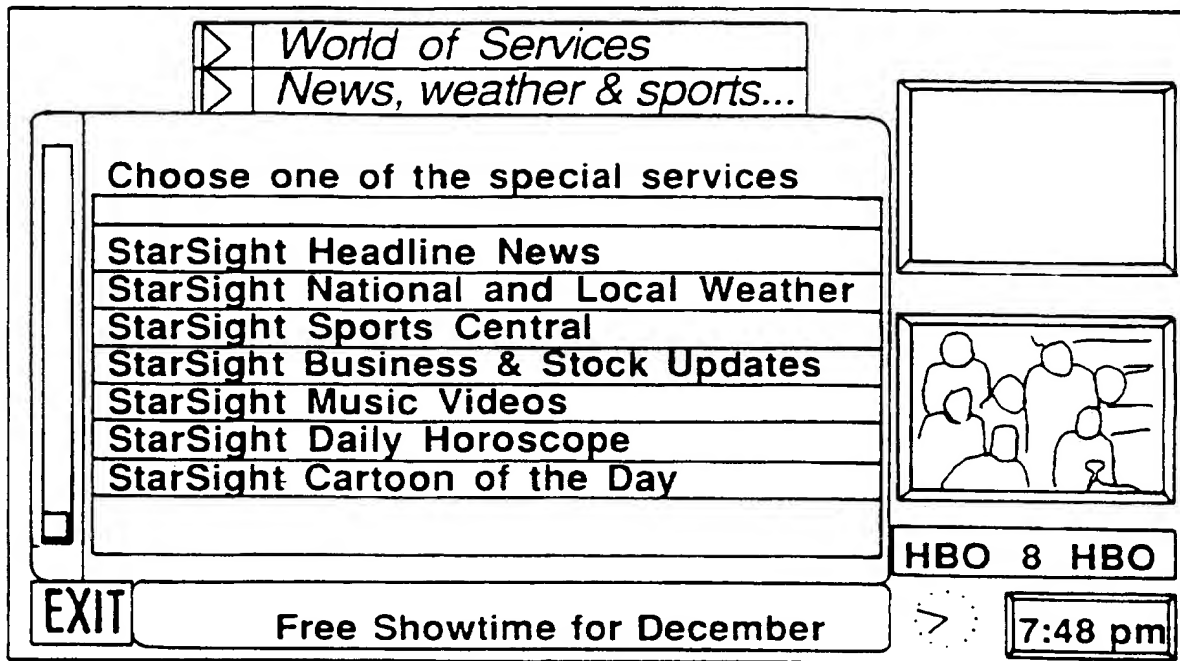 World of Services
News, weather & sports...
Choose one of the special services
StarSight Headline News
StarSight National and Local Weather
StarSight Sports Central
StarSight Business & Stock Updates
StarSight Music Videos
StarSight Daily Horoscope
StarSight Cartoon of the Day
HBO 8 HBO
EXIT
Free Showtime for December
7:48 pm